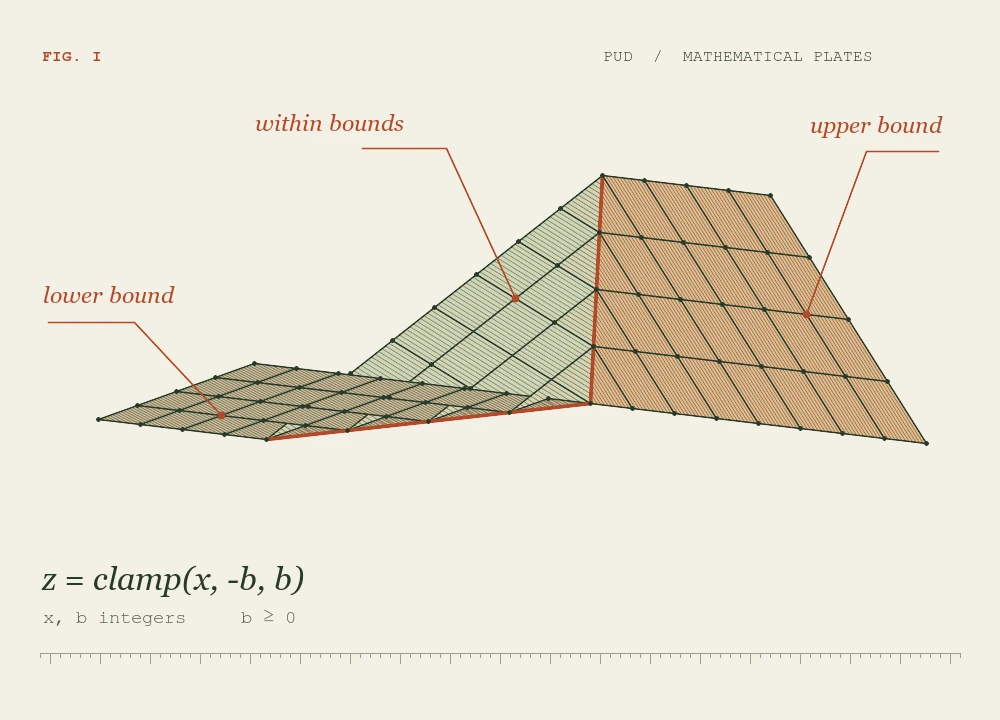 FIG. I
PUD / MATHEMATICAL PLATES
within bounds
upper bound
lower bound
z = clamp(x, -b, b)
x, b integers b ≥ 0